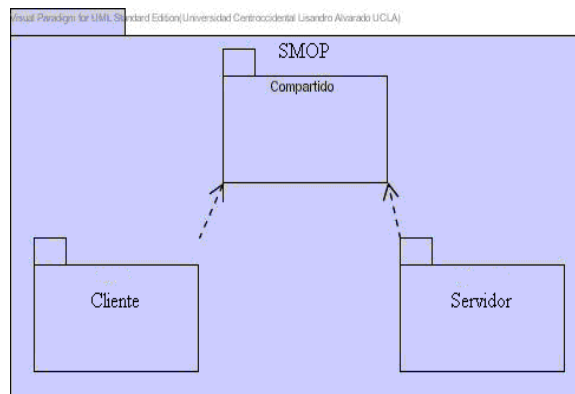 Visual Paradigm for UML Standard Edition(Universidad Centroccidental Lisandro Alvarado UCLA)
SMOP
Compartido
Cliente
Servidor